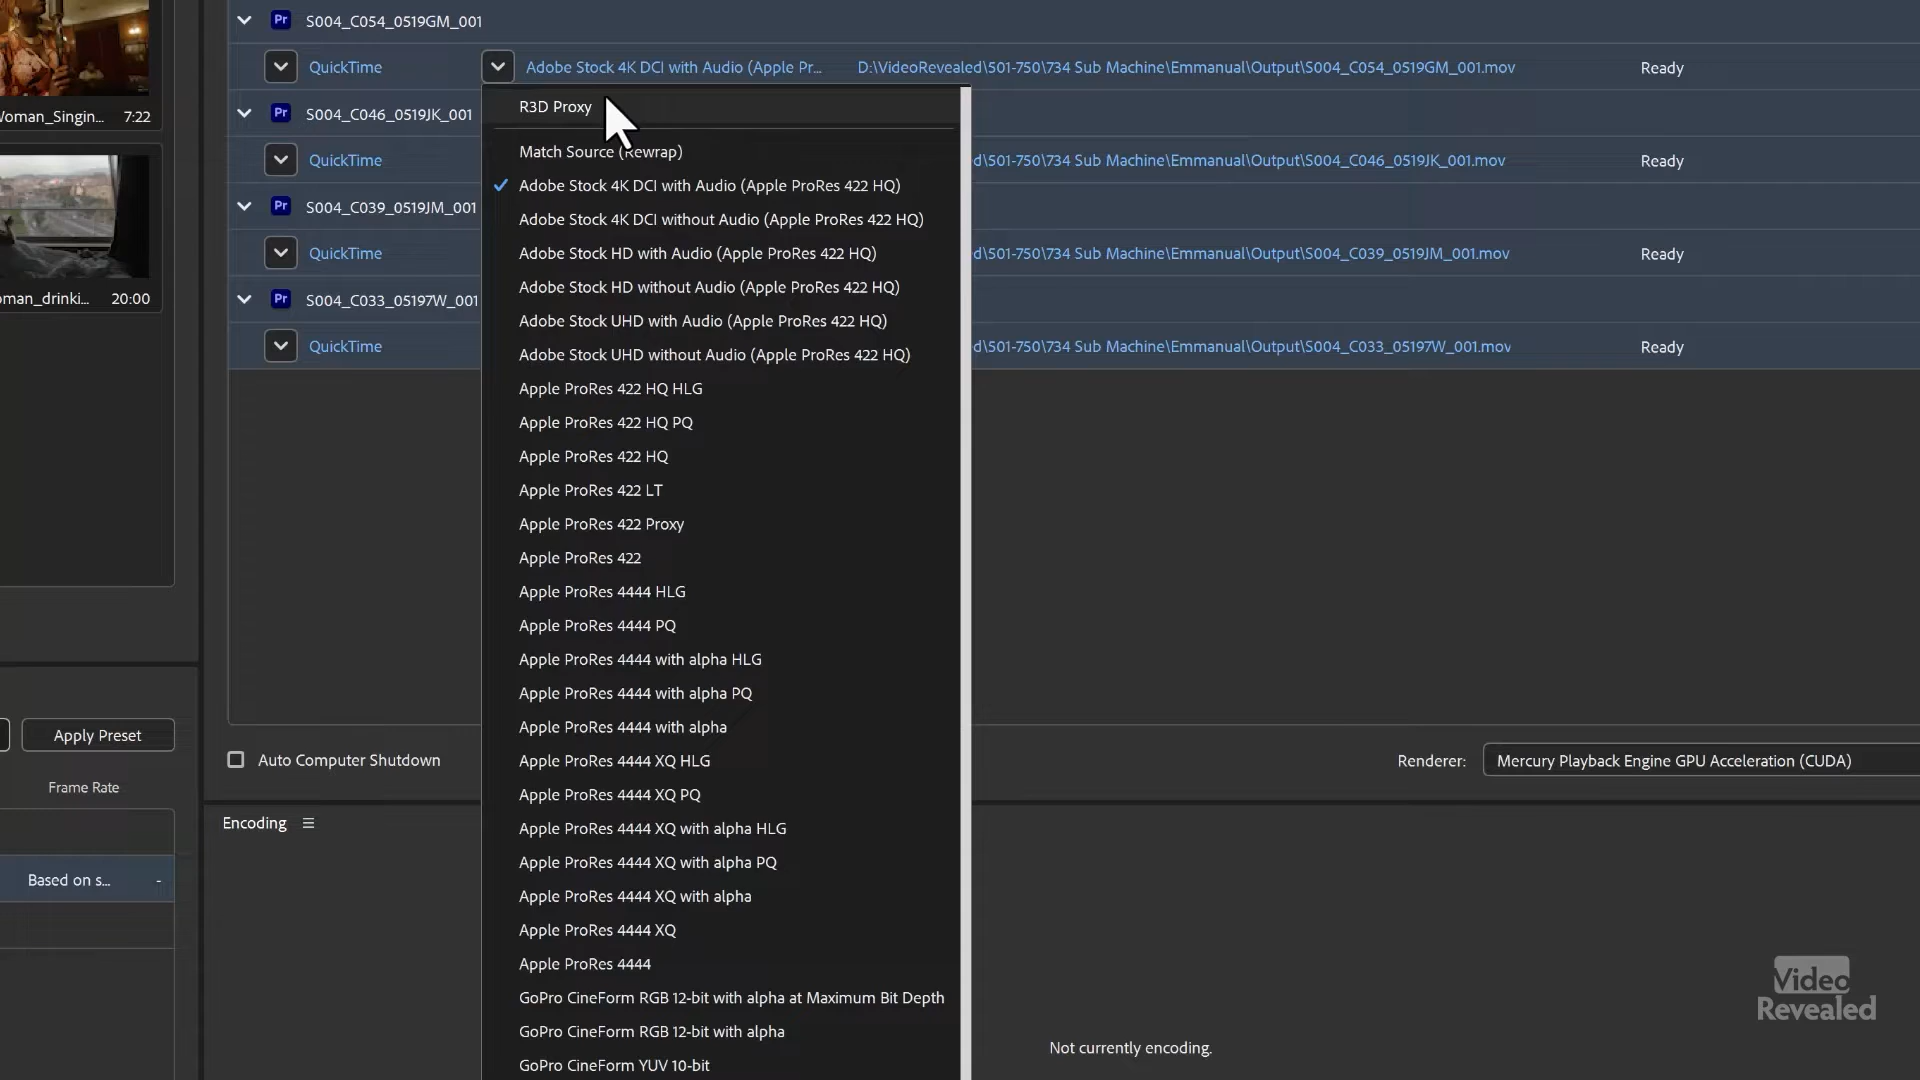 S004_C054_0519GM_001
QuickTime
Adobe Stock 4K DCI with Audio (Apple Pr...
D:\VideoRevealed\501-750\734 Sub Machine\Emmanual\Output\S004_C054_0519GM_001.mov
Ready
Woman_Singin... 7:22
S004_C046_0519JK_001
QuickTime
d\501-750\734 Sub Machine\Emmanual\Output\S004_C046_0519JK_001.mov
Ready
S004_C039_0519JM_001
QuickTime
d\501-750\734 Sub Machine\Emmanual\Output\S004_C039_0519JM_001.mov
Ready
oman_drinki... 20:00
S004_C033_05197W_001
QuickTime
d\501-750\734 Sub Machine\Emmanual\Output\S004_C033_05197W_001.mov
Ready
R3D Proxy
Match Source (Rewrap)
Adobe Stock 4K DCI with Audio (Apple ProRes 422 HQ)
Adobe Stock 4K DCI without Audio (Apple ProRes 422 HQ)
Adobe Stock HD with Audio (Apple ProRes 422 HQ)
Adobe Stock HD without Audio (Apple ProRes 422 HQ)
Adobe Stock UHD with Audio (Apple ProRes 422 HQ)
Adobe Stock UHD without Audio (Apple ProRes 422 HQ)
Apple ProRes 422 HQ HLG
Apple ProRes 422 HQ PQ
Apple ProRes 422 HQ
Apple ProRes 422 LT
Apple ProRes 422 Proxy
Apple ProRes 422
Apple ProRes 4444 HLG
Apple ProRes 4444 PQ
Apple ProRes 4444 with alpha HLG
Apple ProRes 4444 with alpha PQ
Apple ProRes 4444 with alpha
Apple ProRes 4444 XQ HLG
Apple ProRes 4444 XQ PQ
Apple ProRes 4444 XQ with alpha HLG
Apple ProRes 4444 XQ with alpha PQ
Apple ProRes 4444 XQ with alpha
Apple ProRes 4444 XQ
Apple ProRes 4444
GoPro CineForm RGB 12-bit with alpha at Maximum Bit Depth
GoPro CineForm RGB 12-bit with alpha
GoPro CineForm YUV 10-bit
Apply Preset
Frame Rate
Based on s... -
Auto Computer Shutdown
Renderer: Mercury Playback Engine GPU Acceleration (CUDA)
Encoding
Not currently encoding.
Video
Revealed
Pr
Pr
Pr
Pr